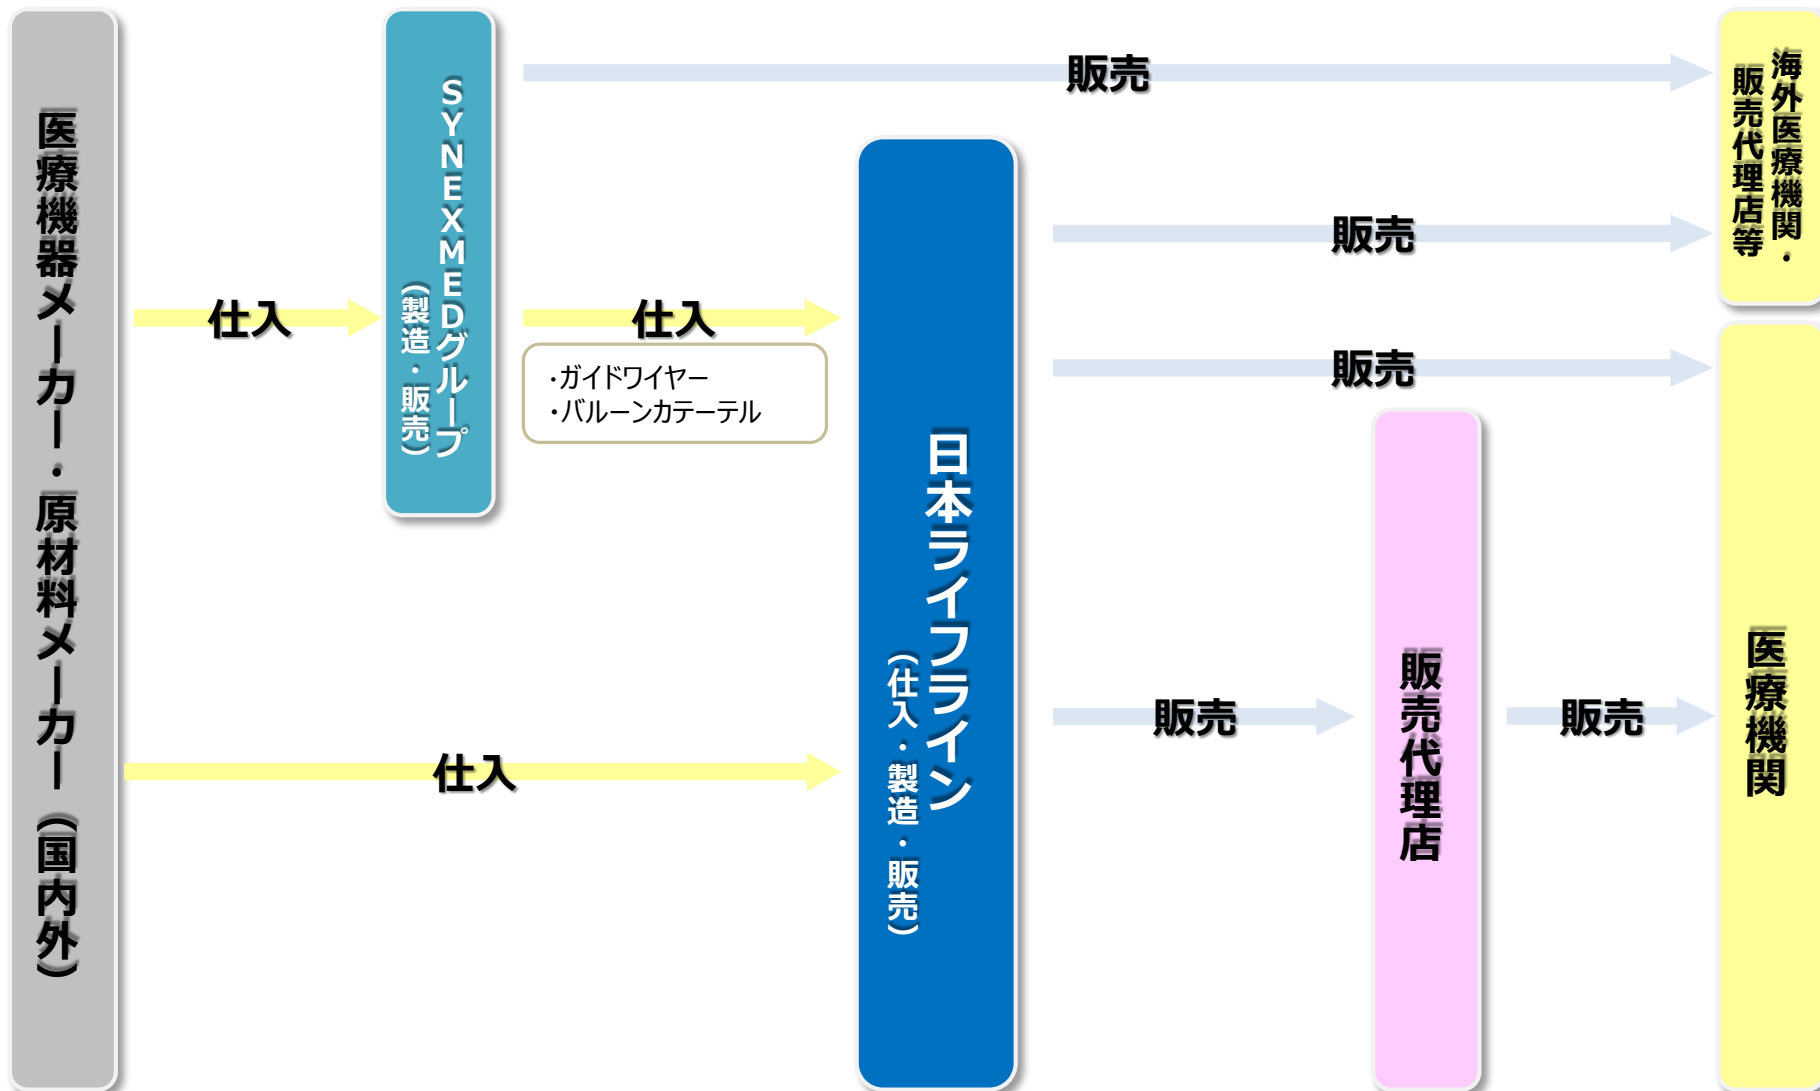 医療機器メーカー・原材料メーカー（国内外）
仕入
SYNEXMEDグループ
（製造・販売）
仕入
・ガイドワイヤー
・バルーンカテーテル
仕入
日本ライフライン
（仕入・製造・販売）
販売
販売
販売
販売
販売代理店
販売
海外医療機関・
販売代理店等
医療機関